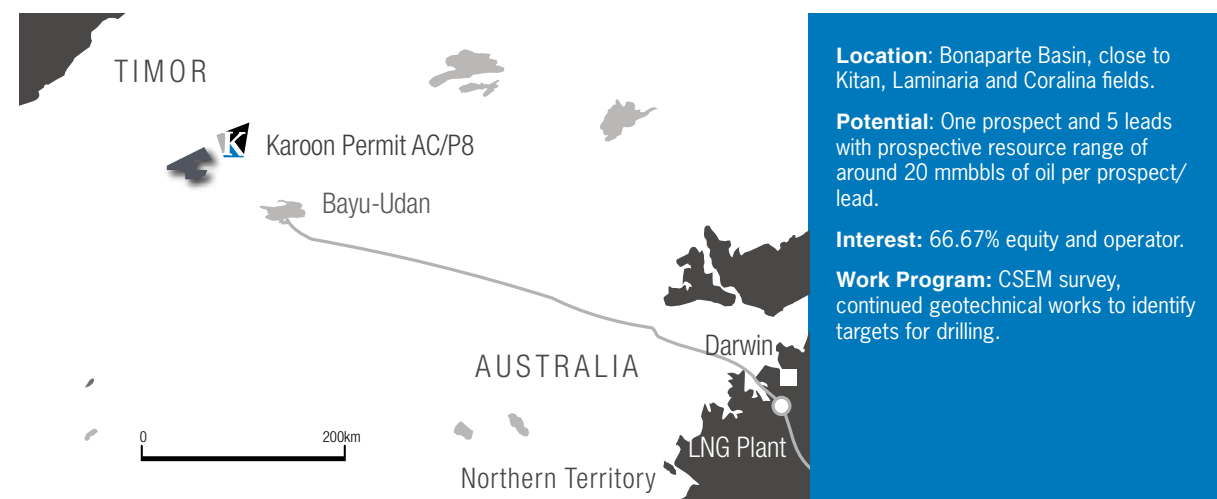 TIMOR
K
Karoon Permit AC/P8
Bayu-Udan
Darwin
AUSTRALIA
0
200km
LNG Plant
Northern Territory
Location: Bonaparte Basin, close to
Kitan, Laminaria and Coralina fields.
Potential: One prospect and 5 leads
with prospective resource range of
around 20 mmbbls of oil per prospect/
lead.
Interest: 66.67% equity and operator.
Work Program: CSEM survey,
continued geotechnical works to identify
targets for drilling.